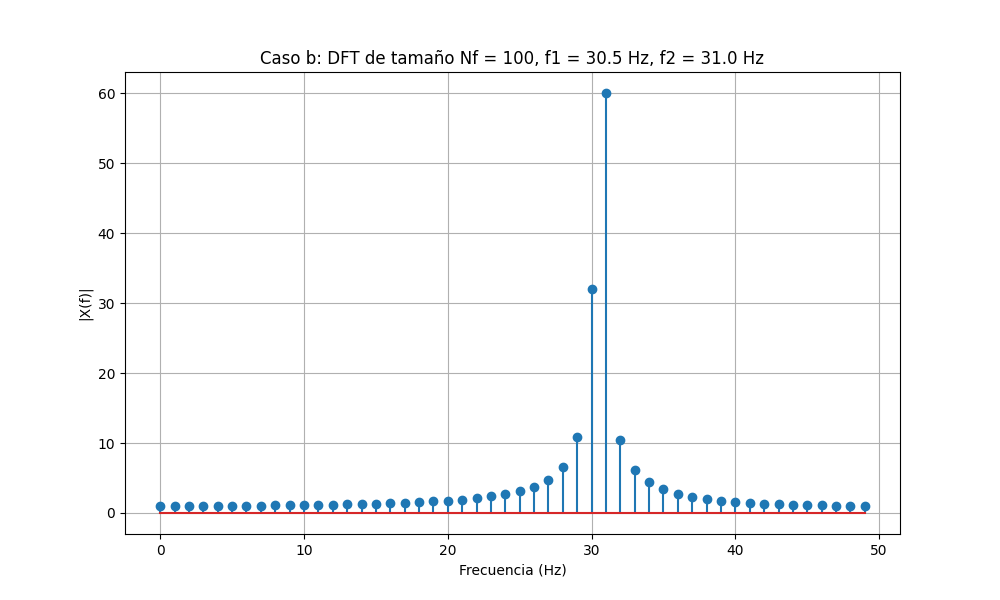 Caso b: DFT de tamaño Nf = 100, f1 = 30.5 Hz, f2 = 31.0 Hz
60
50
40
30
20
10
0
|X(f)|
0 10 20 30 40 50
Frecuencia (Hz)